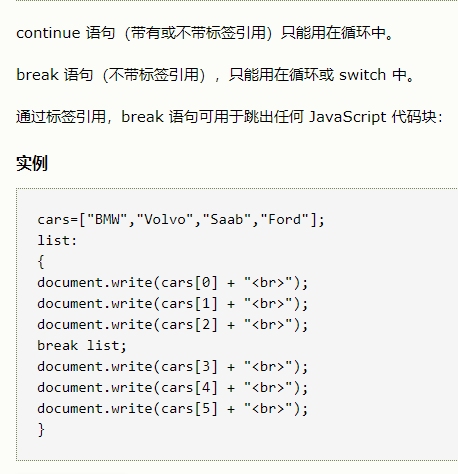 continue 语句（带有或不带标签引用）只能用在循环中。
break 语句（不带标签引用），只能用在循环或 switch 中。
通过标签引用，break 语句可用于跳出任何 JavaScript 代码块：
实例
cars=["BMW","Volvo","Saab","Ford"];
list:
{
document.write(cars[0] + "<br>");
document.write(cars[1] + "<br>");
document.write(cars[2] + "<br>");
break list;
document.write(cars[3] + "<br>");
document.write(cars[4] + "<br>");
document.write(cars[5] + "<br>");
}